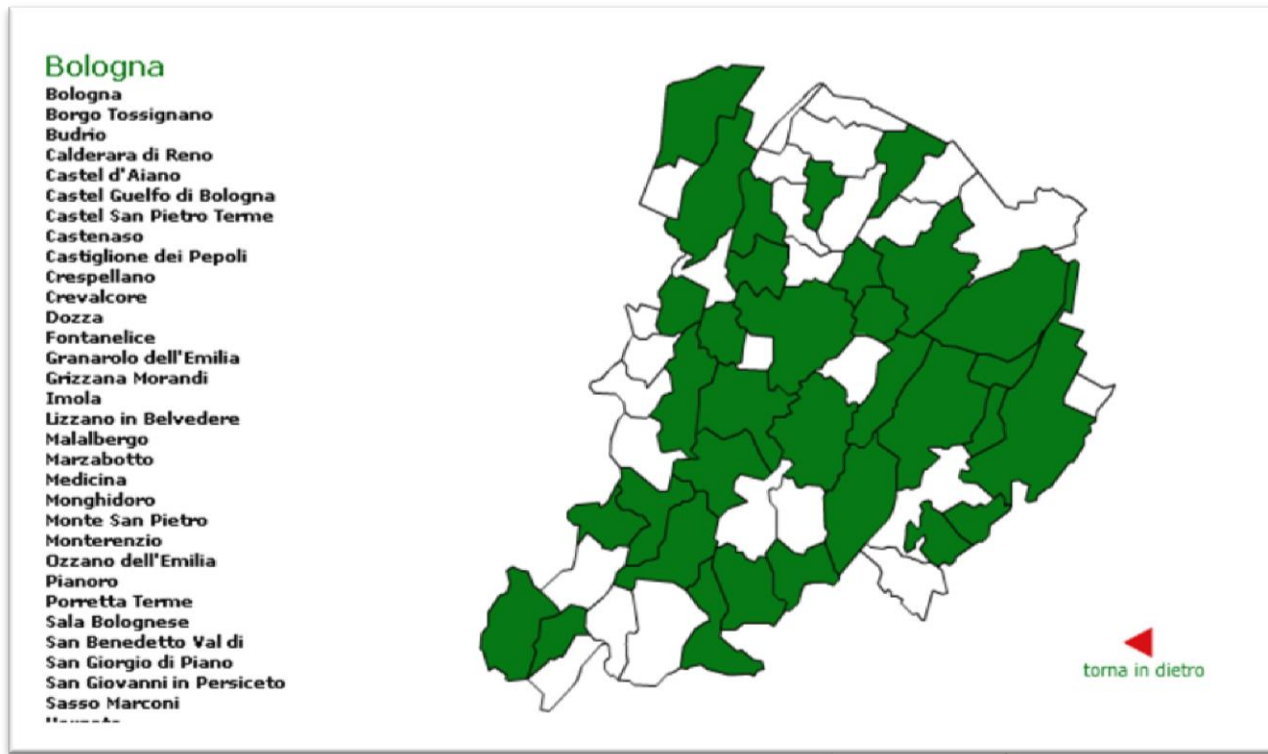 Bologna
Bologna
Borgo Tossignano
Budrio
Calderara di Reno
Castel d'Aiano
Castel Guelfo di Bologna
Castel San Pietro Terme
Castenaso
Castiglione dei Pepoli
Crespellano
Crevalcore
Dozza
Fontanelice
Granarolo dell'Emilia
Grizzana Morandi
Imola
Lizzano in Belvedere
Malalbergo
Marzabotto
Medicina
Monghidoro
Monte San Pietro
Monterenzio
Ozzano dell'Emilia
Pianoro
Porretta Terme
Sala Bolognese
San Benedetto Val di
San Giorgio di Piano
San Giovanni in Persiceto
Sasso Marconi
torna in dietro